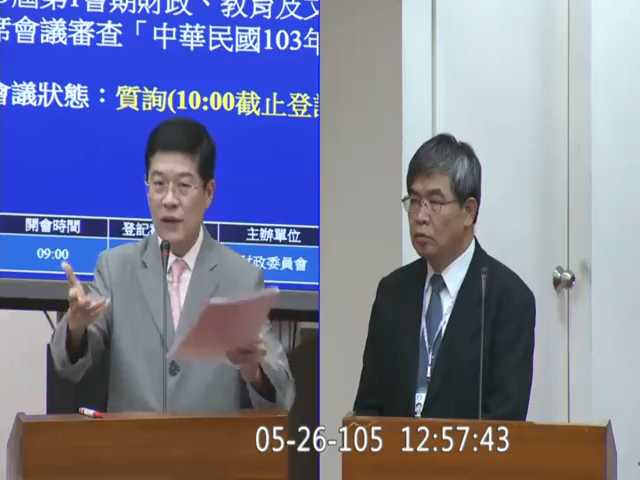 屆第1會期財政、教育及文
席會議審查「中華民國103年
會議狀態：質詢(10:00截止登記
開會時間
登記
主辦單位
09:00
財政委員會
05-26-105 12:57:43